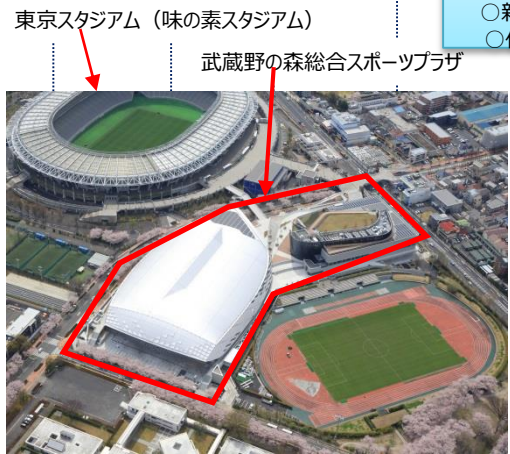 東京スタジアム（味の素スタジアム）
○新
○
武蔵野の森総合スポーツプラザ